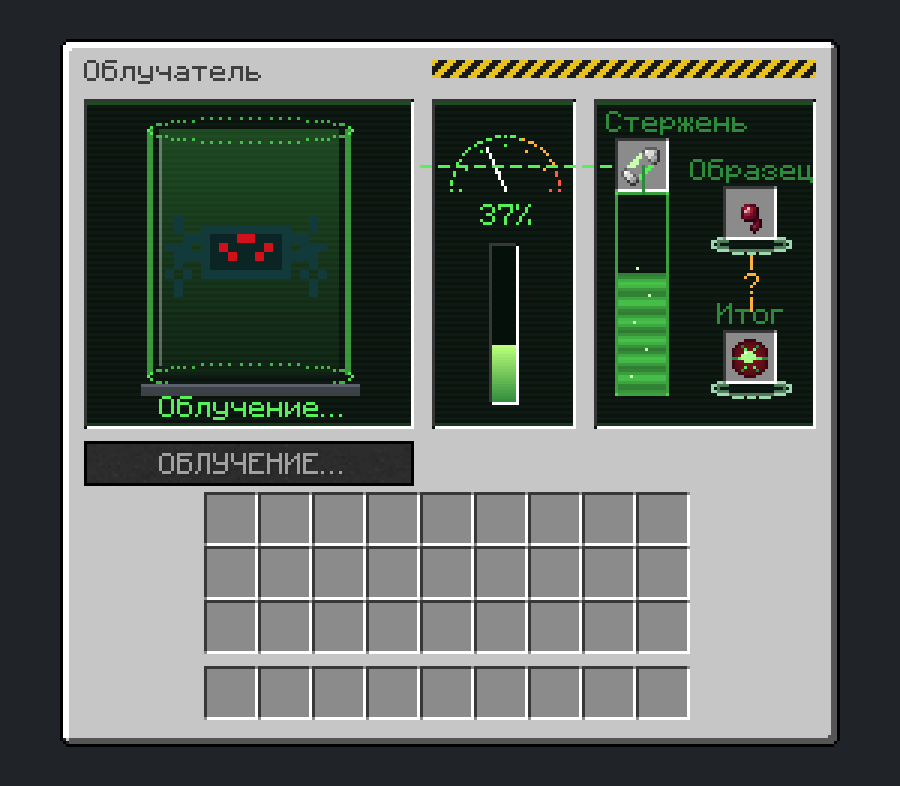 Облучатель
Стержень
Образец
37%
?
Итог
Облучение...
ОБЛУЧЕНИЕ...